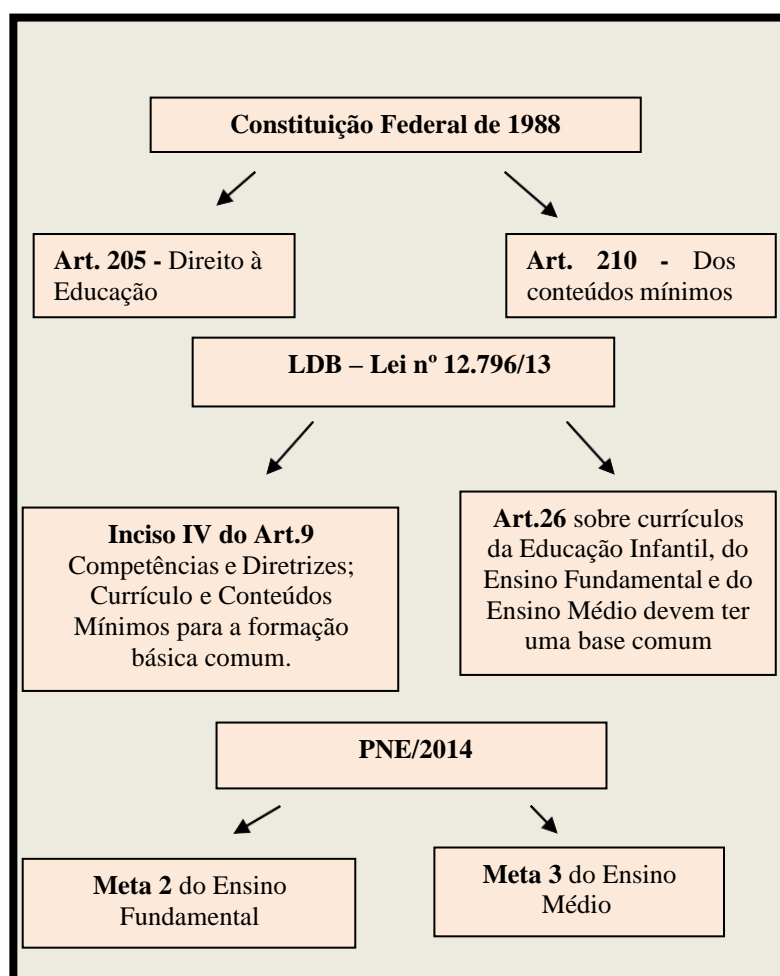 Constituição Federal de 1988
Art. 205 - Direito à
Educação
Art. 210 - Dos
conteúdos mínimos
LDB – Lei nº 12.796/13
Inciso IV do Art.9
Competências e Diretrizes;
Currículo e Conteúdos
Mínimos para a formação
básica comum.
Art.26 sobre currículos
da Educação Infantil, do
Ensino Fundamental e do
Ensino Médio devem ter
uma base comum
PNE/2014
Meta 2 do Ensino
Fundamental
Meta 3 do Ensino
Médio